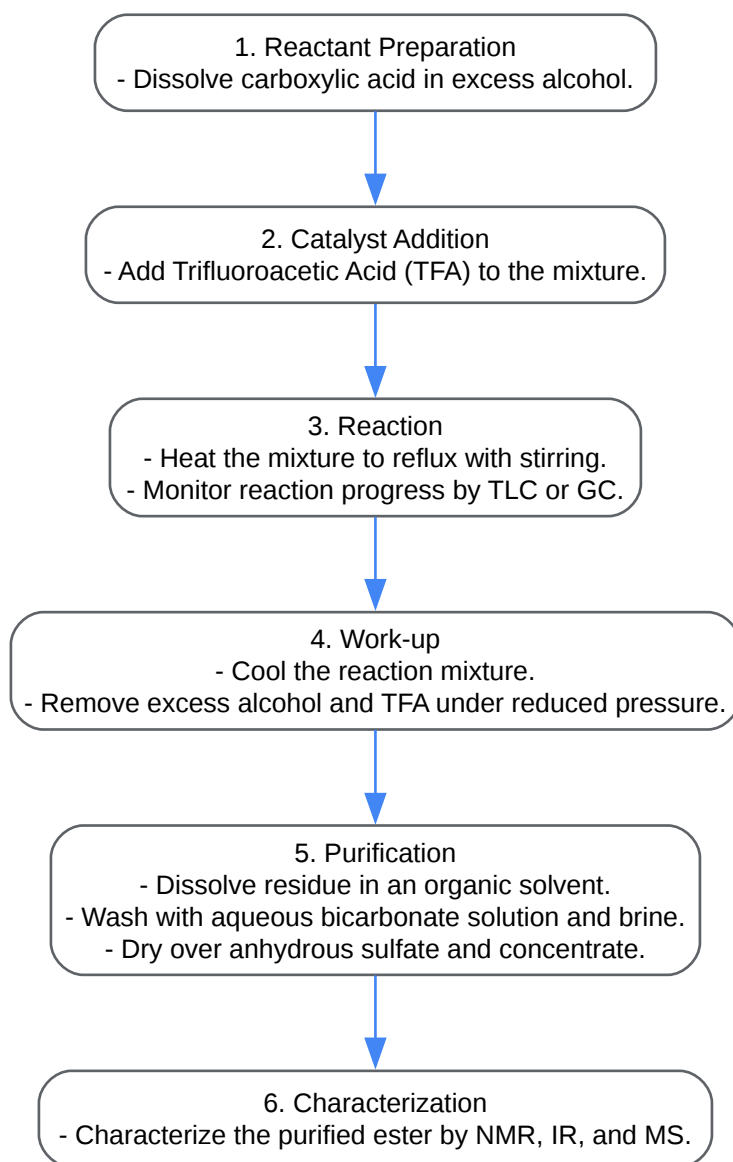 1. Reactant Preparation
- Dissolve carboxylic acid in excess alcohol.
2. Catalyst Addition
- Add Trifluoroacetic Acid (TFA) to the mixture.
3. Reaction
- Heat the mixture to reflux with stirring.
- Monitor reaction progress by TLC or GC.
4. Work-up
- Cool the reaction mixture.
- Remove excess alcohol and TFA under reduced pressure.
5. Purification
- Dissolve residue in an organic solvent.
- Wash with aqueous bicarbonate solution and brine.
- Dry over anhydrous sulfate and concentrate.
6. Characterization
- Characterize the purified ester by NMR, IR, and MS.